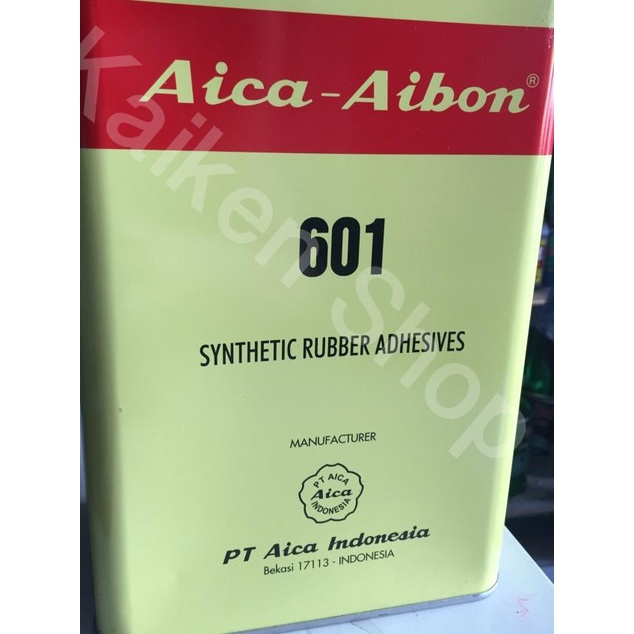 Aica-Aibon®
601
SYNTHETIC RUBBER ADHESIVES
MANUFACTURER
PT AICA
Aica
INDONESIA
PT Aica Indonesia
Bekasi 17113 - INDONESIA
Kaiken Shop